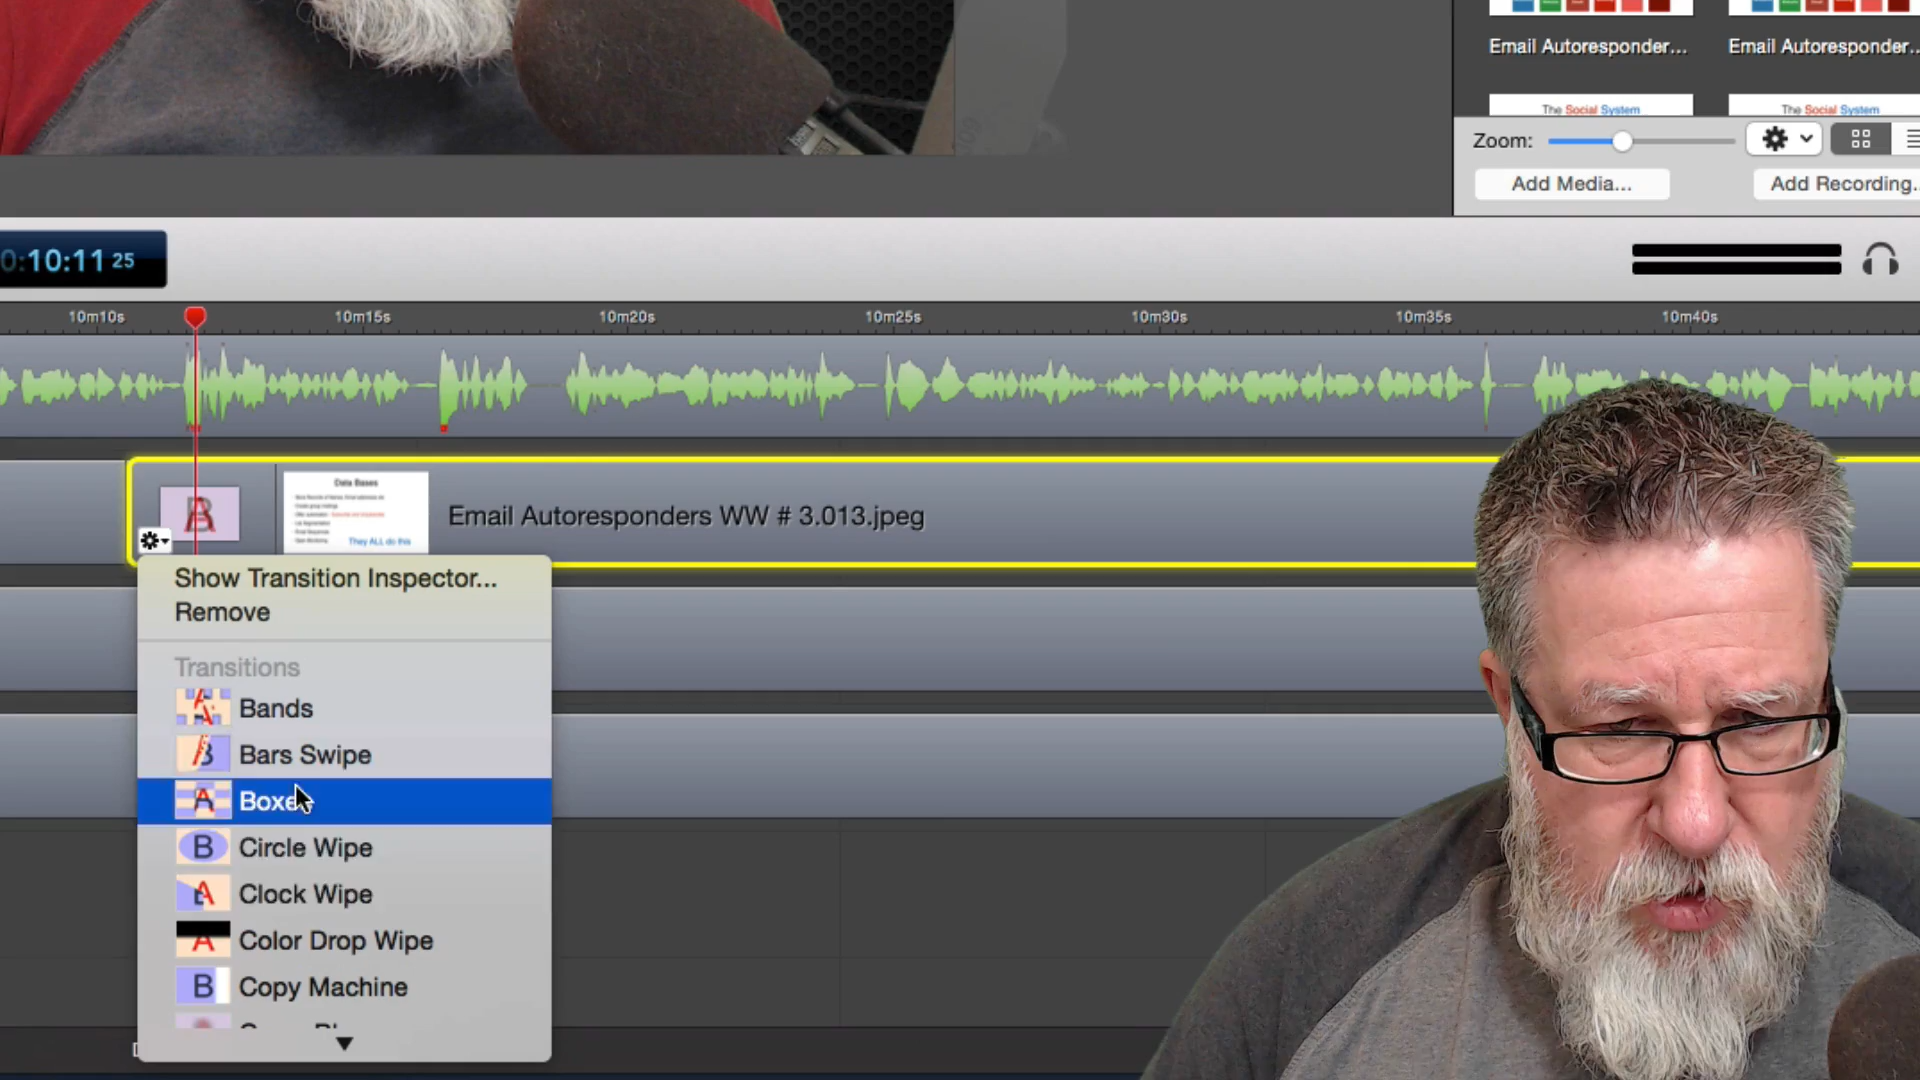 Email Autoresponder... Email Autoresponder...
The Social System The Social System
Zoom:
Add Media... Add Recording..
0:10:11 25
10m10s 10m15s 10m20s 10m25s 10m30s 10m35s 10m40s
Data Bases
They ALL do this
Email Autoresponders WW # 3.013.jpeg
Show Transition Inspector...
Remove
Transitions
Bands
Bars Swipe
Boxes
Circle Wipe
Clock Wipe
Color Drop Wipe
Copy Machine